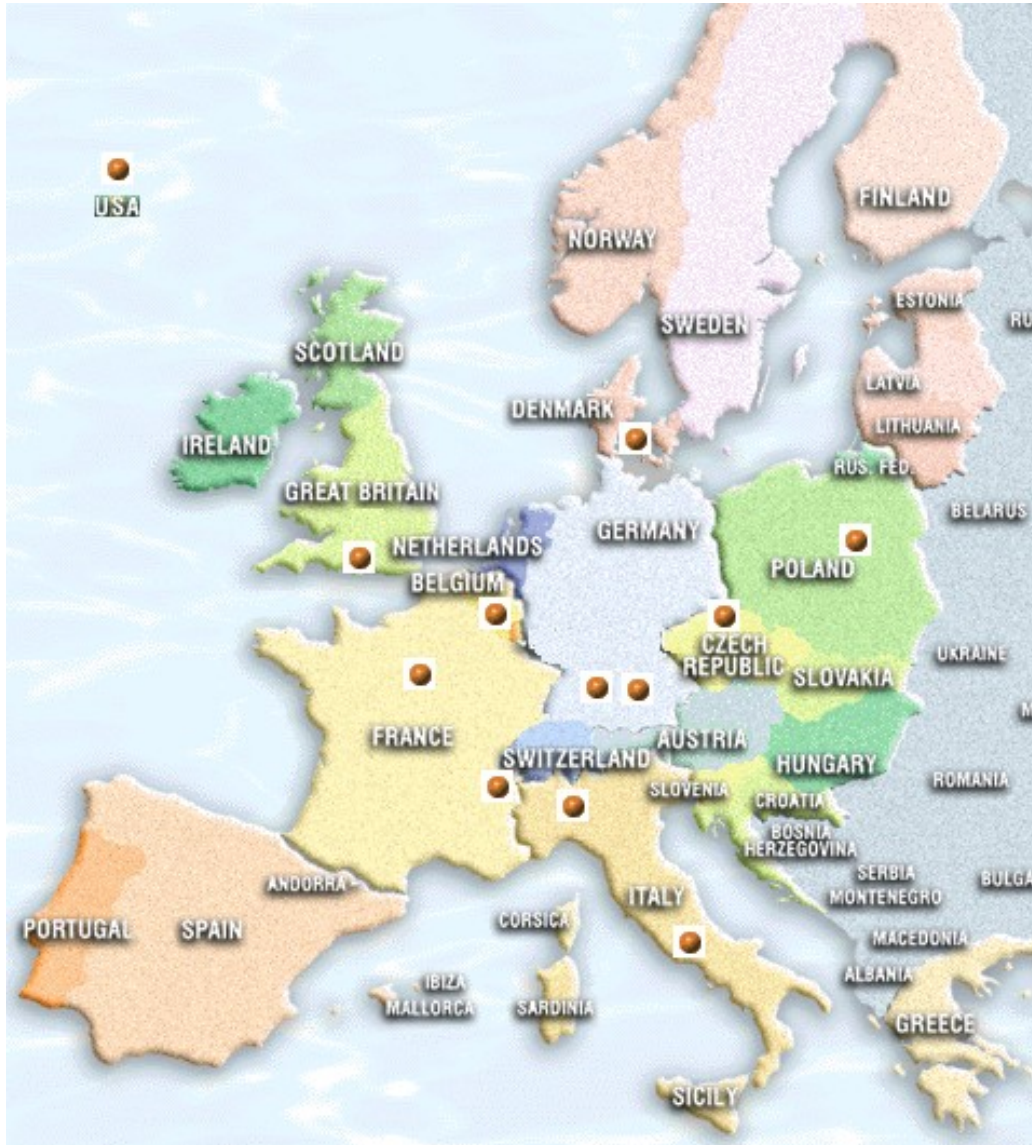 USA
FINLAND
NORWAY
ESTONIA
SWEDEN
SCOTLAND
LATVIA
DENMARK
LITHUANIA
IRELAND
RUS. FED.
GREAT BRITAIN
BELARUS
GERMANY
NETHERLANDS
POLAND
BELGIUM
CZECH
REPUBLIC
UKRAINE
SLOVAKIA
FRANCE
AUSTRIA
SWITZERLAND
HUNGARY
ROMANIA
SLOVENIA
CROATIA
BOSNIA
HERZEGOVINA
SERBIA
MONTENEGRO
ANDORRA
ITALY
CORSICA
PORTUGAL
SPAIN
MACEDONIA
ALBANIA
IBIZA
MALLORCA
SARDINIA
GREECE
SICILY